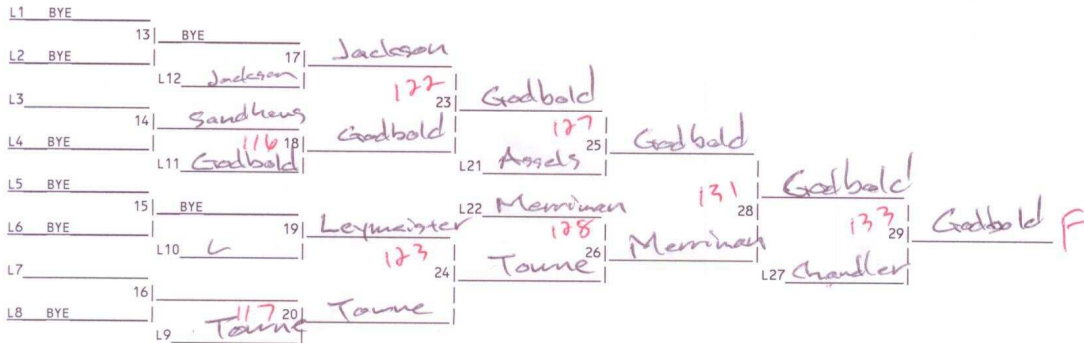 L1 BYE
13 BYE
L2 BYE 17 Jackson
L12 Jackson 122
L3 23 Godbold
14 Sandhaus 127
L4 BYE 116 18 Godbold 25 Godbold
L11 Godbold L21 Assels
L5 BYE 131 Godbold
15 BYE L22 Merriman 28 133
L6 BYE 19 Leymeister 128 29 Godbold F
L10 L 123 26 Merriman
L7 24 Towne L27 Chandler
16
L8 BYE 117 20 Towne
L9 Towne